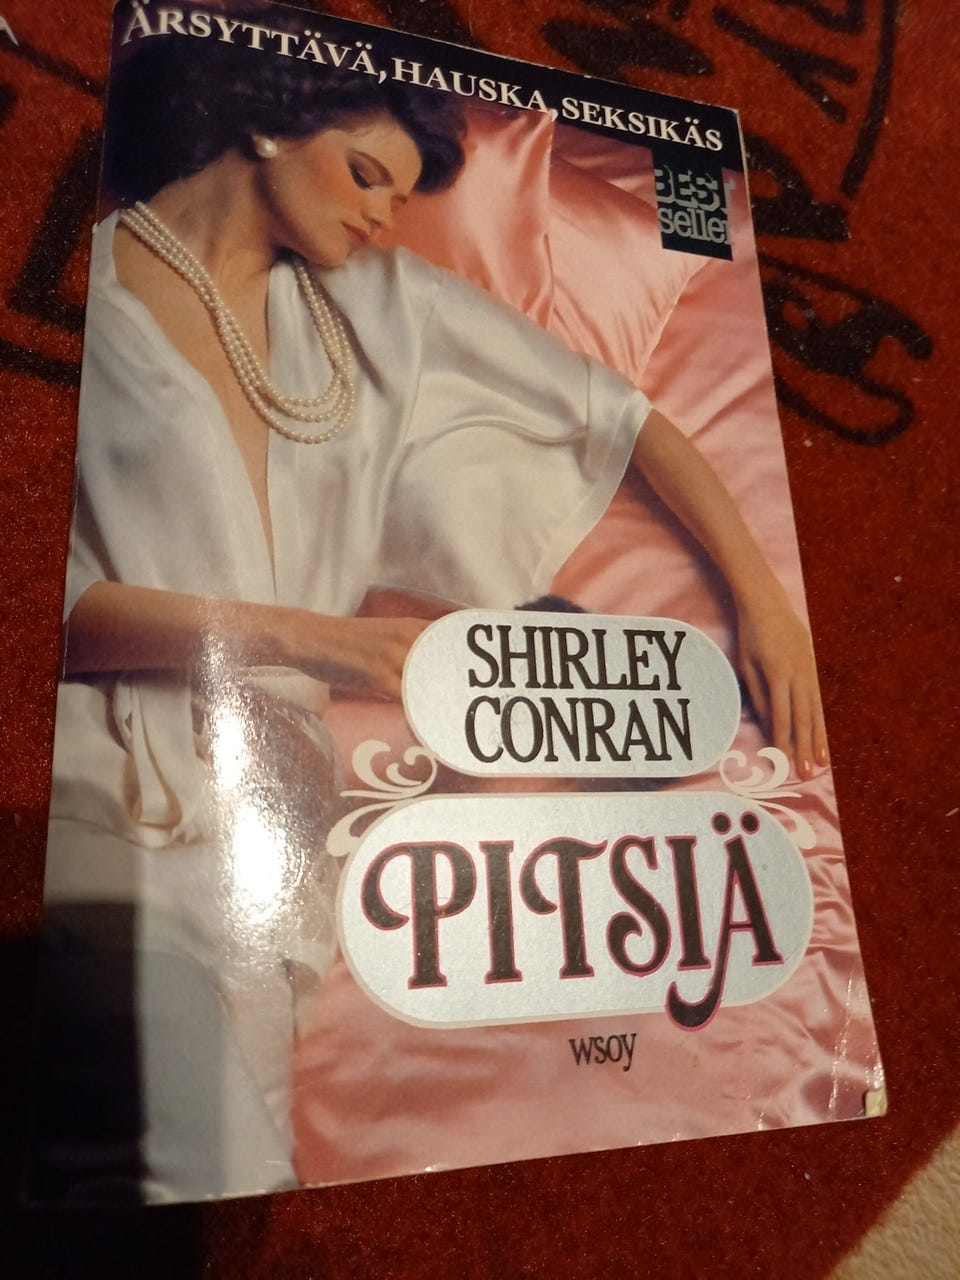 ÄRSYTTÄVÄ, HAUSKA, SEKSIKÄS
BEST
seller
SHIRLEY
CONRAN
PITSIÄ
WSOY